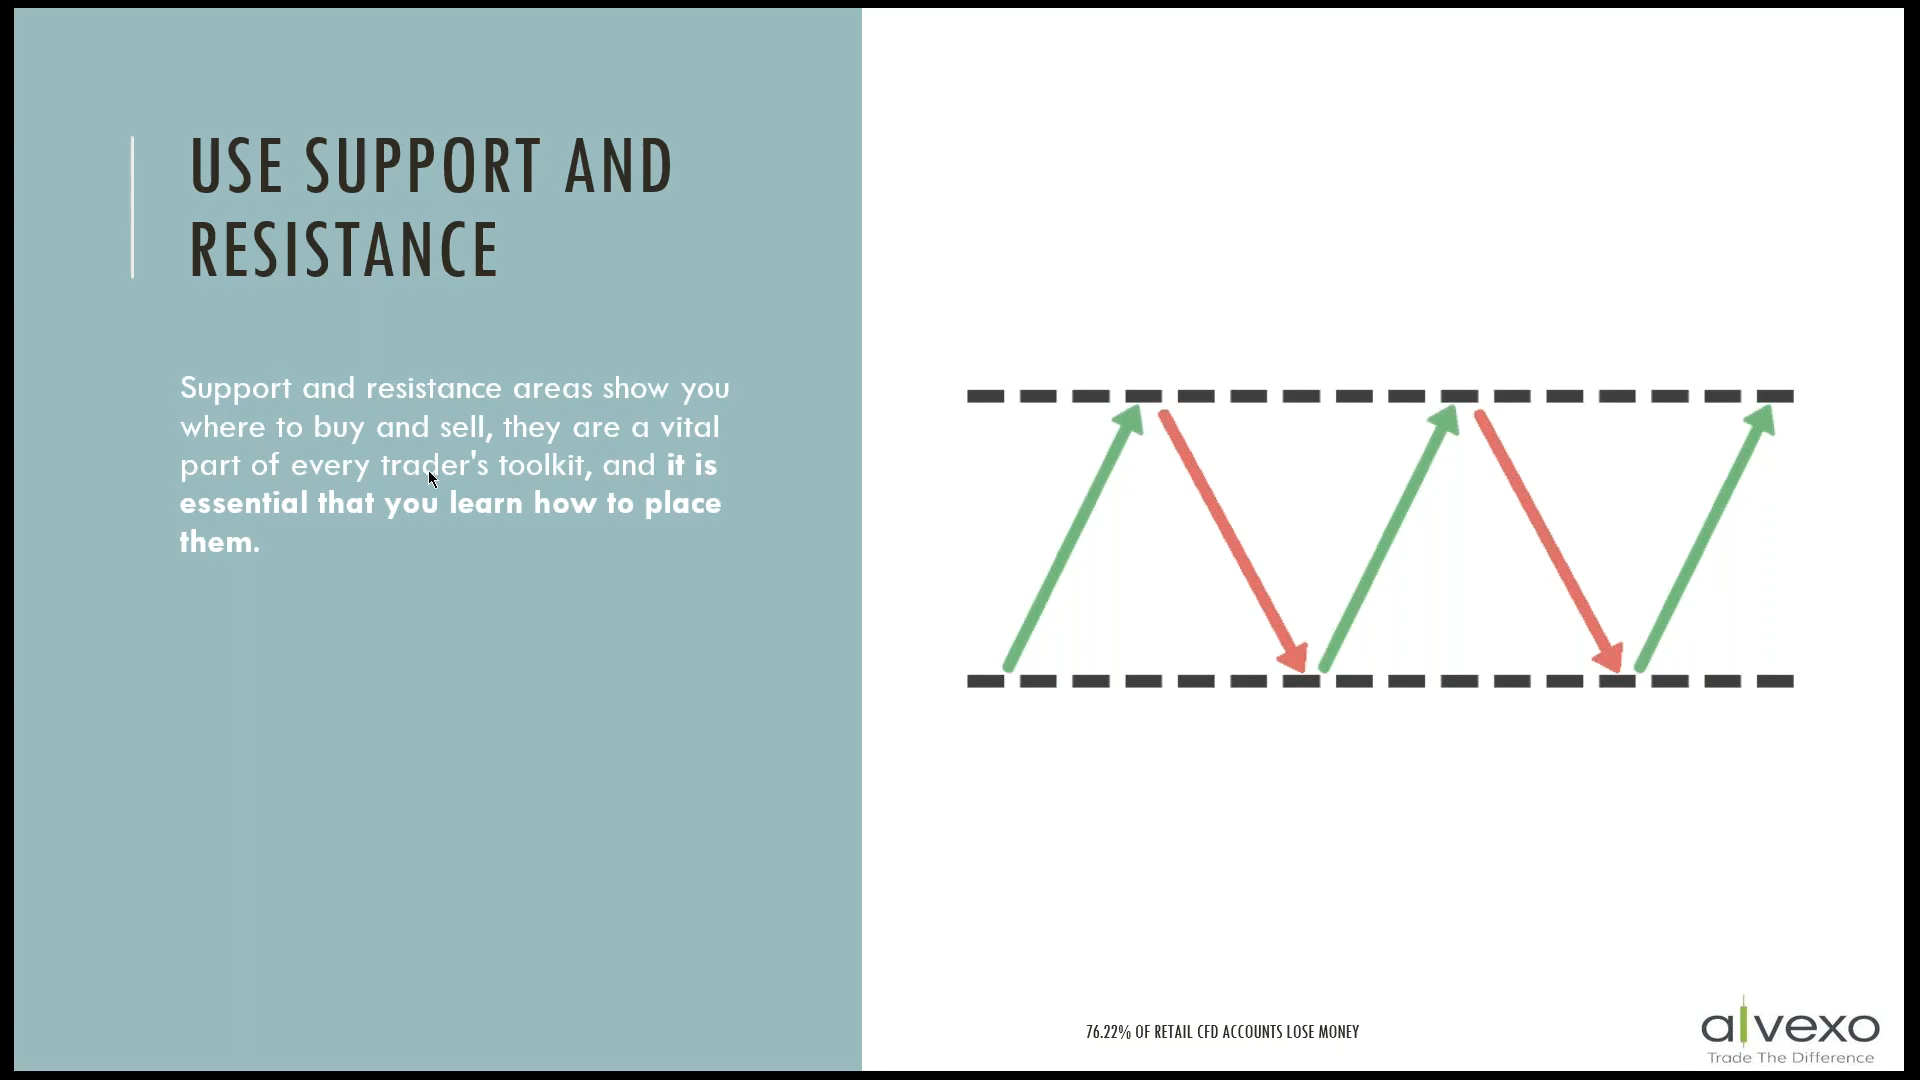 USE SUPPORT AND
RESISTANCE
Support and resistance areas show you
where to buy and sell, they are a vital
part of every trader's toolkit, and it is
essential that you learn how to place
them.
76.22% OF RETAIL CFD ACCOUNTS LOSE MONEY
alvexo
Trade The Difference